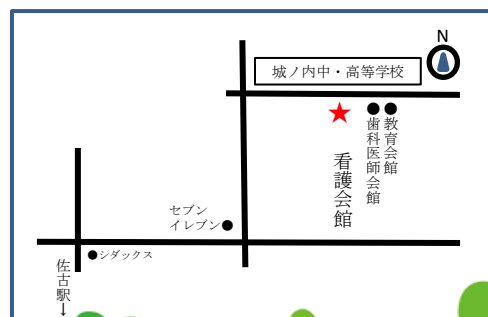 N
城ノ内中・高等学校
教育会館
歯科医師会館
看護会館
セブン
イレブン
シダックス
佐古駅→